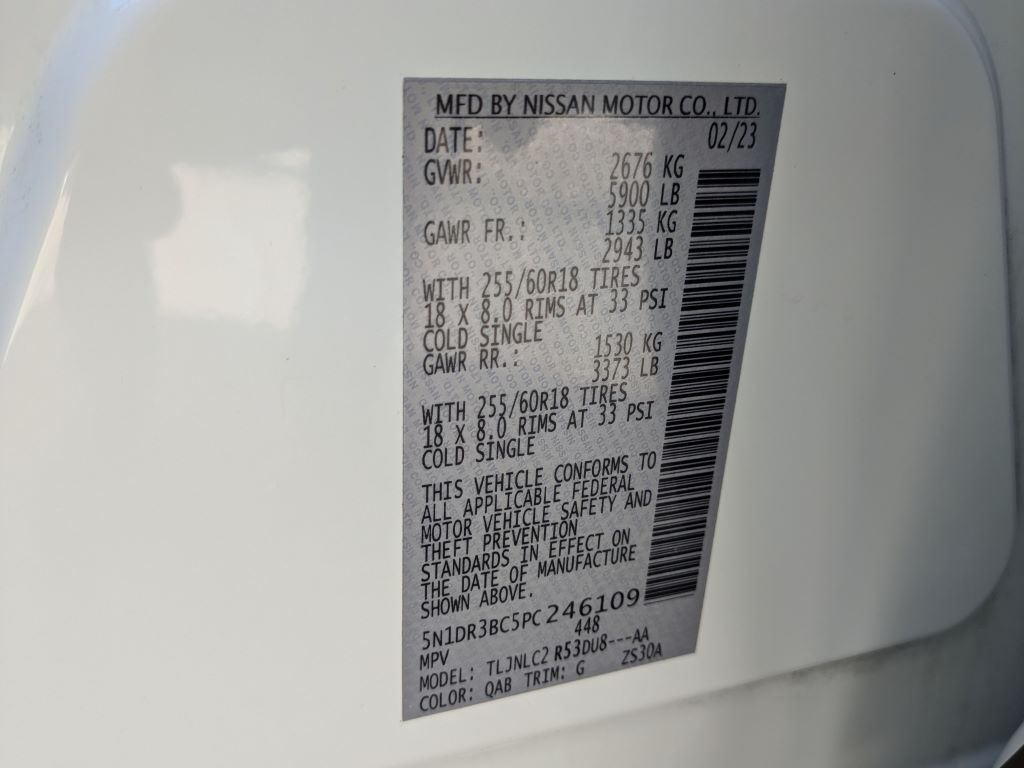 MFD BY NISSAN MOTOR CO., LTD.
DATE: 02/23
GVWR: 2676 KG
5900 LB
GAWR FR.: 1335 KG
2943 LB
WITH 255/60R18 TIRES
18 X 8.0 RIMS AT 33 PSI
COLD SINGLE
GAWR RR.: 1530 KG
3373 LB
WITH 255/60R18 TIRES
18 X 8.0 RIMS AT 33 PSI
COLD SINGLE
THIS VEHICLE CONFORMS TO
ALL APPLICABLE FEDERAL
MOTOR VEHICLE SAFETY AND
THEFT PREVENTION
STANDARDS IN EFFECT ON
THE DATE OF MANUFACTURE
SHOWN ABOVE.
5N1DR3BC5PC246109
MPV 448
MODEL: TLJNLC2 R53DU8---AA
COLOR: QAB TRIM: G ZS30A